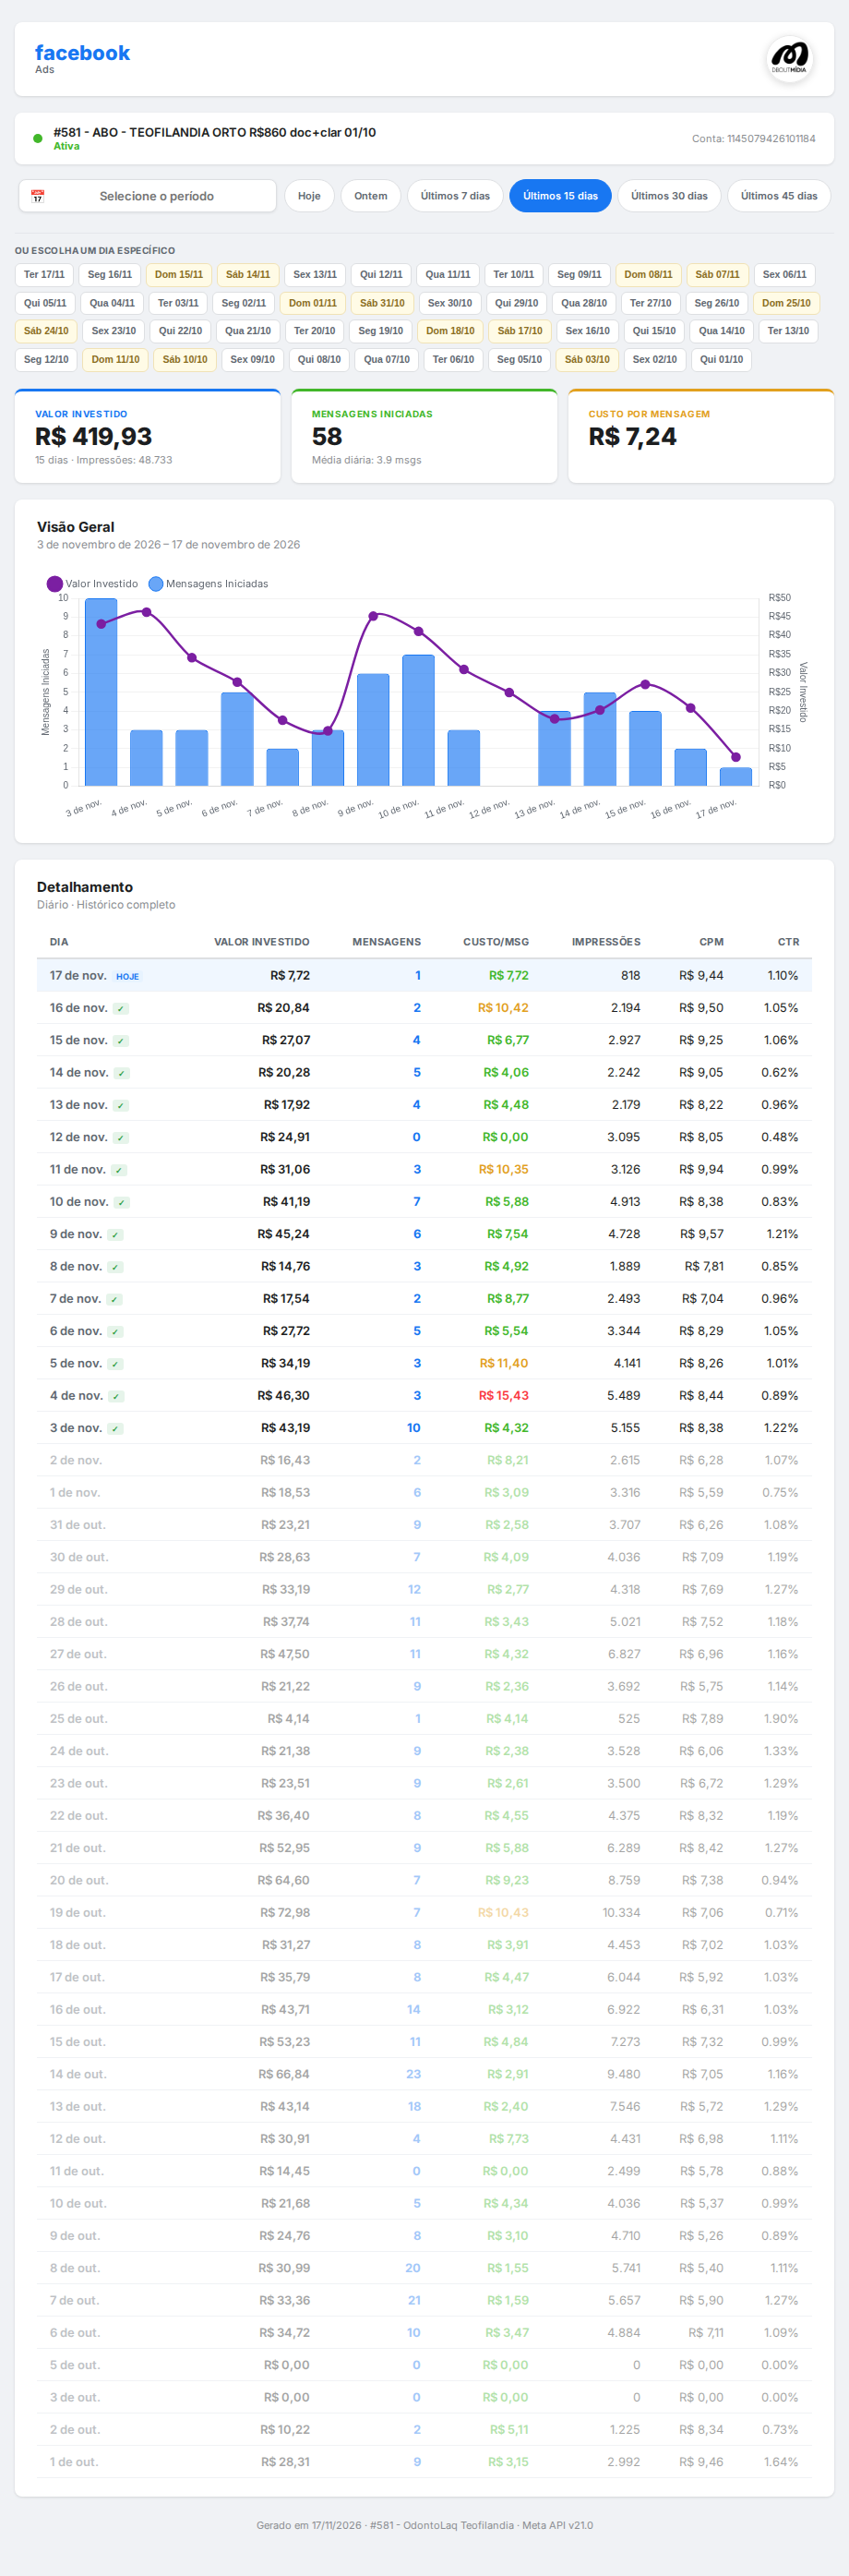 facebook
Ads
DBOUTMÍDIA
#581 - ABO - TEOFILANDIA ORTO R$860 doc+clar 01/10
Ativa
Conta: 1145079426101184
Selecione o período
Hoje
Ontem
Últimos 7 dias
Últimos 15 dias
Últimos 30 dias
Últimos 45 dias
OU ESCOLHA UM DIA ESPECÍFICO
Ter 17/11 Seg 16/11 Dom 15/11 Sáb 14/11 Sex 13/11 Qui 12/11 Qua 11/11 Ter 10/11 Seg 09/11 Dom 08/11 Sáb 07/11 Sex 06/11
Qui 05/11 Qua 04/11 Ter 03/11 Seg 02/11 Dom 01/11 Sáb 31/10 Sex 30/10 Qui 29/10 Qua 28/10 Ter 27/10 Seg 26/10 Dom 25/10
Sáb 24/10 Sex 23/10 Qui 22/10 Qua 21/10 Ter 20/10 Seg 19/10 Dom 18/10 Sáb 17/10 Sex 16/10 Qui 15/10 Qua 14/10 Ter 13/10
Seg 12/10 Dom 11/10 Sáb 10/10 Sex 09/10 Qui 08/10 Qua 07/10 Ter 06/10 Seg 05/10 Sáb 03/10 Sex 02/10 Qui 01/10
VALOR INVESTIDO
R$ 419,93
15 dias · Impressões: 48.733
MENSAGENS INICIADAS
58
Média diária: 3.9 msgs
CUSTO POR MENSAGEM
R$ 7,24
Visão Geral
3 de novembro de 2026 – 17 de novembro de 2026
Valor Investido Mensagens Iniciadas
10 R$50
9 R$45
8 R$40
7 R$35
6 R$30
5 R$25
4 R$20
3 R$15
2 R$10
1 R$5
0 R$0
Mensagens Iniciadas
Valor Investido
3 de nov. 4 de nov. 5 de nov. 6 de nov. 7 de nov. 8 de nov. 9 de nov. 10 de nov. 11 de nov. 12 de nov. 13 de nov. 14 de nov. 15 de nov. 16 de nov. 17 de nov.
Detalhamento
Diário · Histórico completo
DIA VALOR INVESTIDO MENSAGENS CUSTO/MSG IMPRESSÕES CPM CTR
17 de nov. HOJE R$ 7,72 1 R$ 7,72 818 R$ 9,44 1.10%
16 de nov. ✓ R$ 20,84 2 R$ 10,42 2.194 R$ 9,50 1.05%
15 de nov. ✓ R$ 27,07 4 R$ 6,77 2.927 R$ 9,25 1.06%
14 de nov. ✓ R$ 20,28 5 R$ 4,06 2.242 R$ 9,05 0.62%
13 de nov. ✓ R$ 17,92 4 R$ 4,48 2.179 R$ 8,22 0.96%
12 de nov. ✓ R$ 24,91 0 R$ 0,00 3.095 R$ 8,05 0.48%
11 de nov. ✓ R$ 31,06 3 R$ 10,35 3.126 R$ 9,94 0.99%
10 de nov. ✓ R$ 41,19 7 R$ 5,88 4.913 R$ 8,38 0.83%
9 de nov. ✓ R$ 45,24 6 R$ 7,54 4.728 R$ 9,57 1.21%
8 de nov. ✓ R$ 14,76 3 R$ 4,92 1.889 R$ 7,81 0.85%
7 de nov. ✓ R$ 17,54 2 R$ 8,77 2.493 R$ 7,04 0.96%
6 de nov. ✓ R$ 27,72 5 R$ 5,54 3.344 R$ 8,29 1.05%
5 de nov. ✓ R$ 34,19 3 R$ 11,40 4.141 R$ 8,26 1.01%
4 de nov. ✓ R$ 46,30 3 R$ 15,43 5.489 R$ 8,44 0.89%
3 de nov. ✓ R$ 43,19 10 R$ 4,32 5.155 R$ 8,38 1.22%
2 de nov. R$ 16,43 2 R$ 8,21 2.615 R$ 6,28 1.07%
1 de nov. R$ 18,53 6 R$ 3,09 3.316 R$ 5,59 0.75%
31 de out. R$ 23,21 9 R$ 2,58 3.707 R$ 6,26 1.08%
30 de out. R$ 28,63 7 R$ 4,09 4.036 R$ 7,09 1.19%
29 de out. R$ 33,19 12 R$ 2,77 4.318 R$ 7,69 1.27%
28 de out. R$ 37,74 11 R$ 3,43 5.021 R$ 7,52 1.18%
27 de out. R$ 47,50 11 R$ 4,32 6.827 R$ 6,96 1.16%
26 de out. R$ 21,22 9 R$ 2,36 3.692 R$ 5,75 1.14%
25 de out. R$ 4,14 1 R$ 4,14 525 R$ 7,89 1.90%
24 de out. R$ 21,38 9 R$ 2,38 3.528 R$ 6,06 1.33%
23 de out. R$ 23,51 9 R$ 2,61 3.500 R$ 6,72 1.29%
22 de out. R$ 36,40 8 R$ 4,55 4.375 R$ 8,32 1.19%
21 de out. R$ 52,95 9 R$ 5,88 6.289 R$ 8,42 1.27%
20 de out. R$ 64,60 7 R$ 9,23 8.759 R$ 7,38 0.94%
19 de out. R$ 72,98 7 R$ 10,43 10.334 R$ 7,06 0.71%
18 de out. R$ 31,27 8 R$ 3,91 4.453 R$ 7,02 1.03%
17 de out. R$ 35,79 8 R$ 4,47 6.044 R$ 5,92 1.03%
16 de out. R$ 43,71 14 R$ 3,12 6.922 R$ 6,31 1.03%
15 de out. R$ 53,23 11 R$ 4,84 7.273 R$ 7,32 0.99%
14 de out. R$ 66,84 23 R$ 2,91 9.480 R$ 7,05 1.16%
13 de out. R$ 43,14 18 R$ 2,40 7.546 R$ 5,72 1.29%
12 de out. R$ 30,91 4 R$ 7,73 4.431 R$ 6,98 1.11%
11 de out. R$ 14,45 0 R$ 0,00 2.499 R$ 5,78 0.88%
10 de out. R$ 21,68 5 R$ 4,34 4.036 R$ 5,37 0.99%
9 de out. R$ 24,76 8 R$ 3,10 4.710 R$ 5,26 0.89%
8 de out. R$ 30,99 20 R$ 1,55 5.741 R$ 5,40 1.11%
7 de out. R$ 33,36 21 R$ 1,59 5.657 R$ 5,90 1.27%
6 de out. R$ 34,72 10 R$ 3,47 4.884 R$ 7,11 1.09%
5 de out. R$ 0,00 0 R$ 0,00 0 R$ 0,00 0.00%
3 de out. R$ 0,00 0 R$ 0,00 0 R$ 0,00 0.00%
2 de out. R$ 10,22 2 R$ 5,11 1.225 R$ 8,34 0.73%
1 de out. R$ 28,31 9 R$ 3,15 2.992 R$ 9,46 1.64%
Gerado em 17/11/2026 · #581 - OdontoLaq Teofilandia · Meta API v21.0